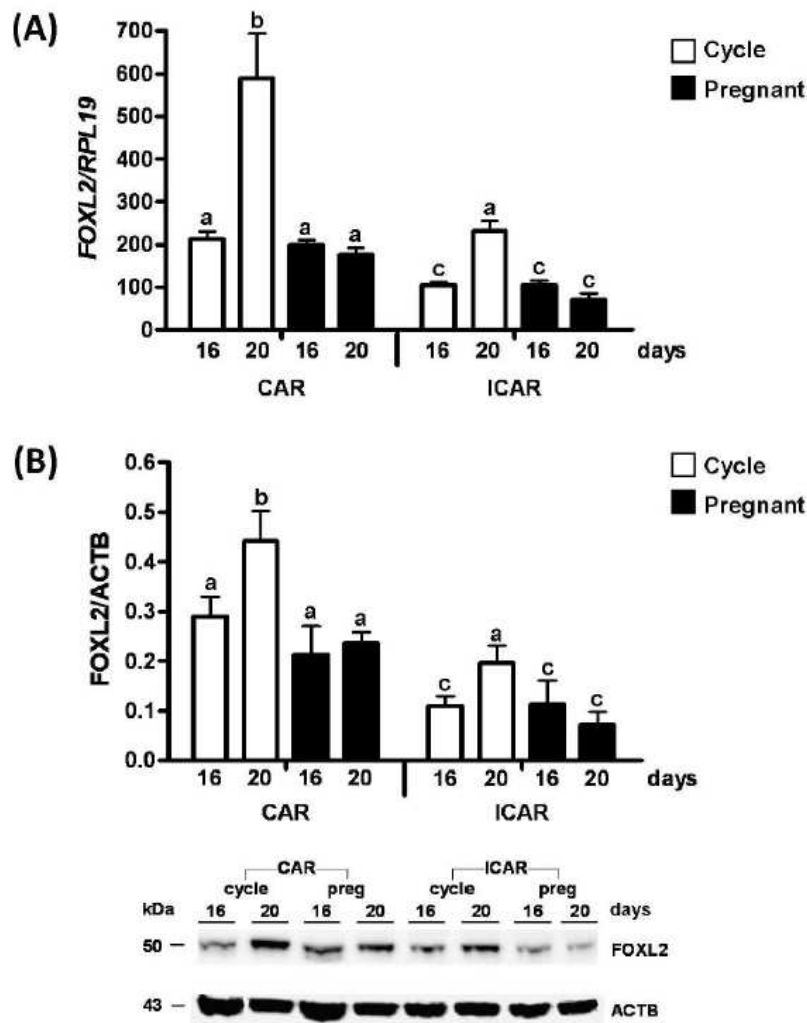 (A)
700
600
500
400
300
200
100
0
FOXL2/RPL19
a b a a c a c c
16 20 16 20 16 20 16 20 days
CAR ICAR
Cycle
Pregnant
(B)
0.6
0.5
0.4
0.3
0.2
0.1
0.0
FOXL2/ACTB
a b a a c a c c
16 20 16 20 16 20 16 20 days
CAR ICAR
Cycle
Pregnant
CAR ICAR
cycle preg cycle preg
kDa 16 20 16 20 16 20 16 20 days
50 FOXL2
43 ACTB